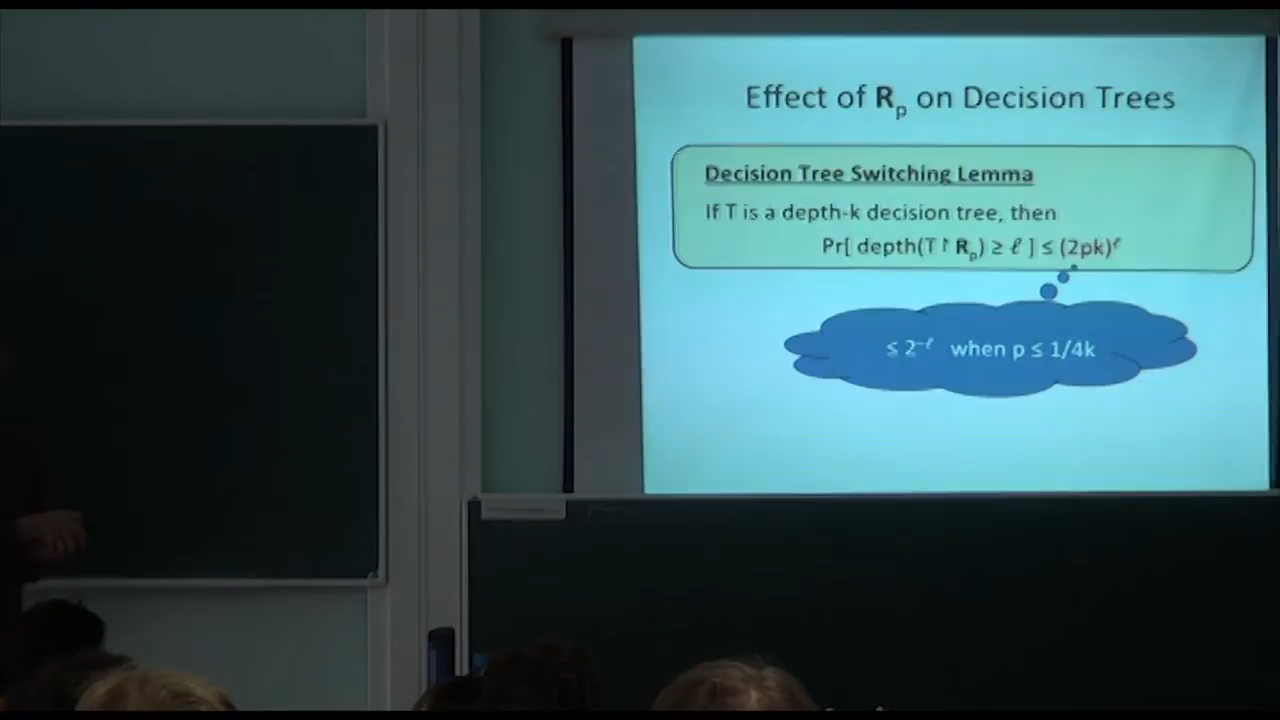 Effect of Rp on Decision Trees
Decision Tree Switching Lemma
If T is a depth-k decision tree, then
Pr[ depth(T↾Rp) ≥ ℓ ] ≤ (2pk)^ℓ
≤ 2^−ℓ when p ≤ 1/4k